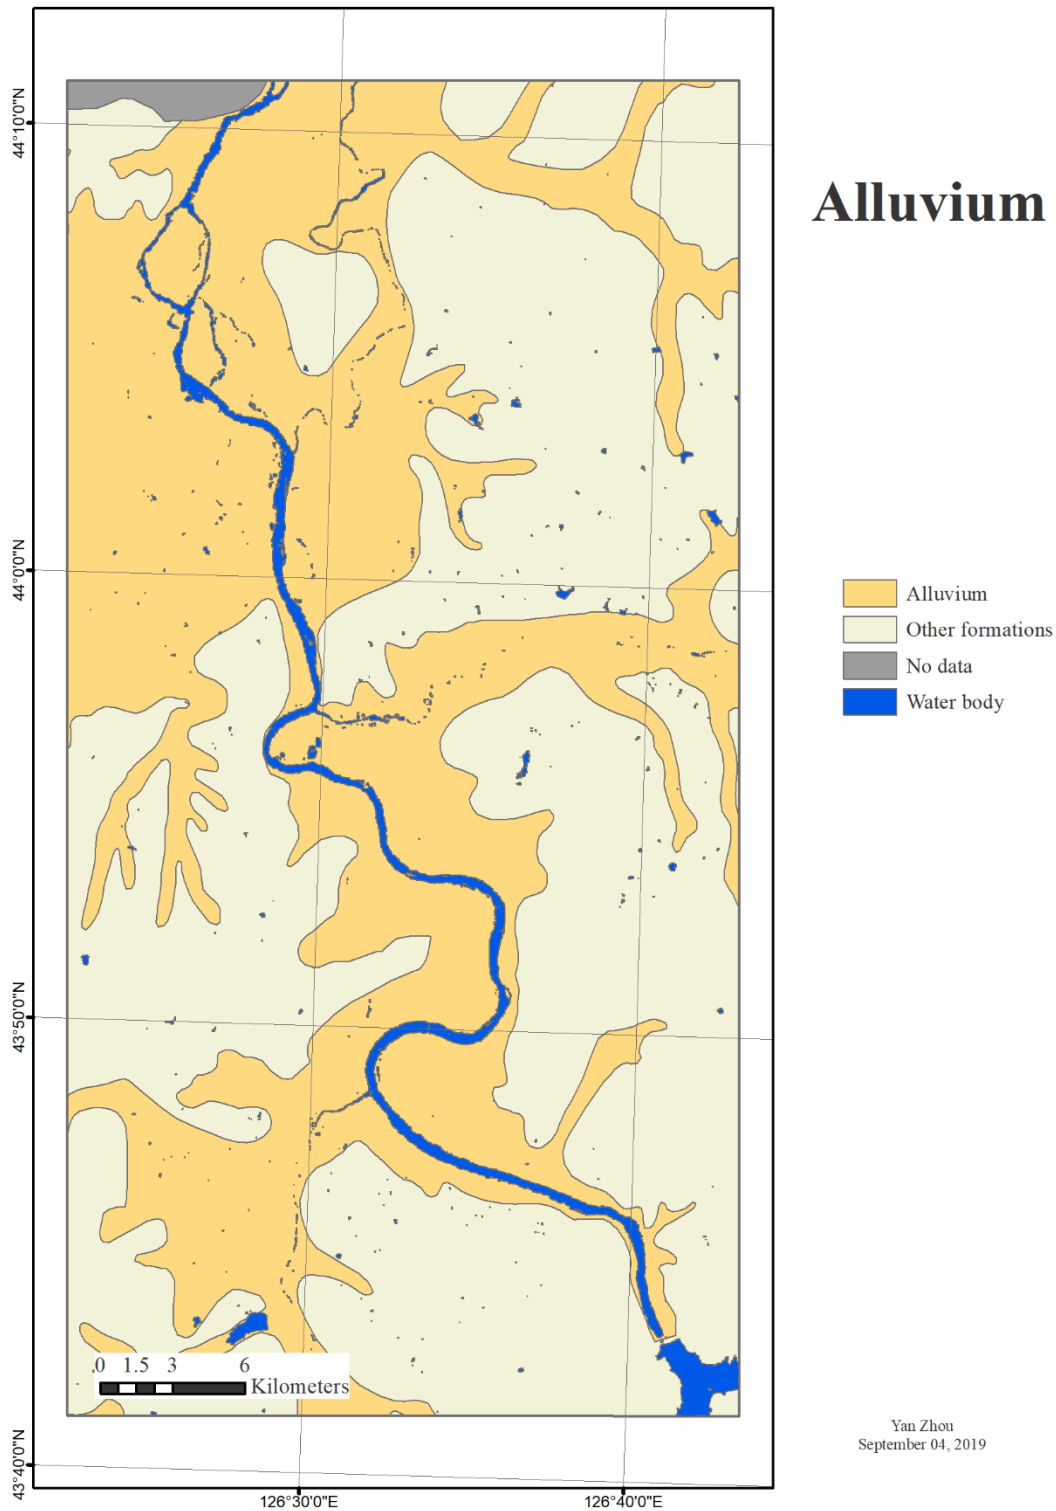 Alluvium
44°10'0"N
44°0'0"N
43°50'0"N
43°40'0"N
126°30'0"E
126°40'0"E
Alluvium
Other formations
No data
Water body
0 1.5 3 6
Kilometers
Yan Zhou
September 04, 2019